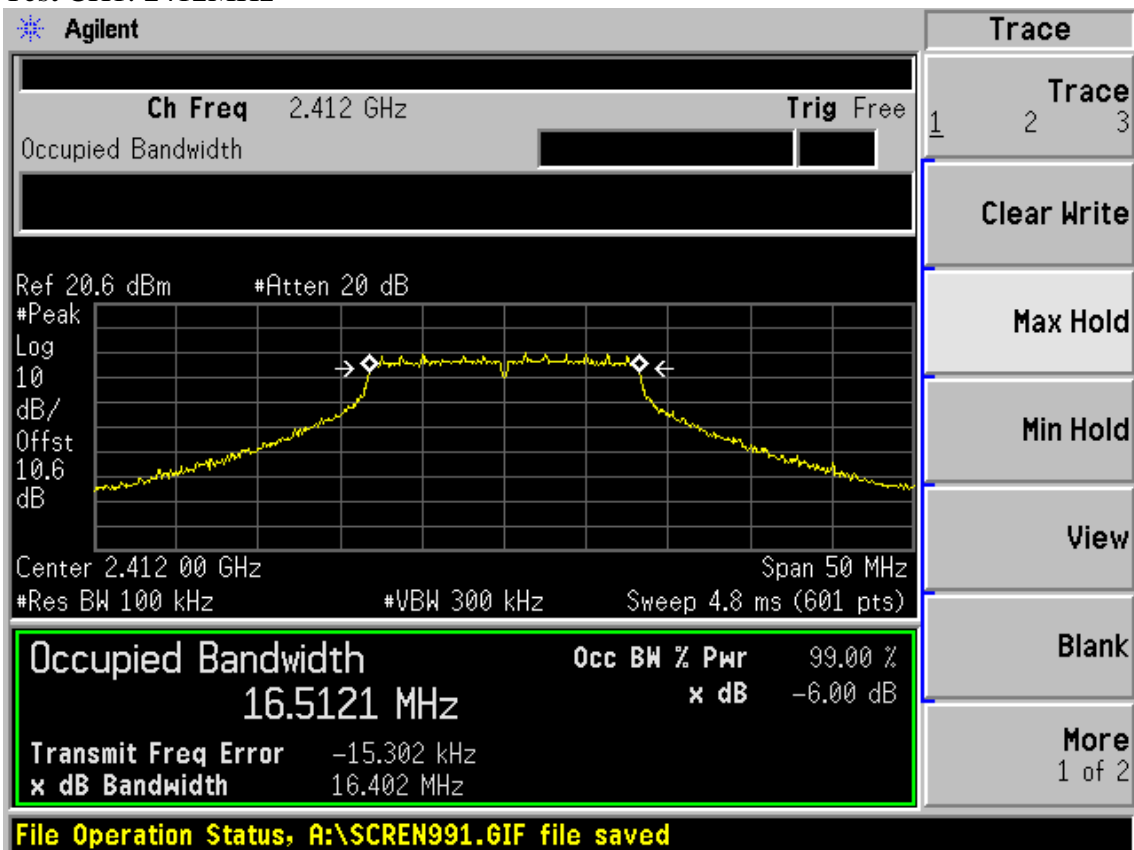 Agilent
Trace
Ch Freq 2.412 GHz Trig Free
Occupied Bandwidth
Trace
1 2 3
Clear Write
Max Hold
Min Hold
View
Blank
More
1 of 2
Ref 20.6 dBm #Atten 20 dB
#Peak
Log
10
dB/
Offst
10.6
dB
Center 2.412 00 GHz Span 50 MHz
#Res BW 100 kHz #VBW 300 kHz Sweep 4.8 ms (601 pts)
Occupied Bandwidth Occ BW % Pwr 99.00 %
16.5121 MHz x dB -6.00 dB
Transmit Freq Error -15.302 kHz
x dB Bandwidth 16.402 MHz
File Operation Status, A:\SCREN991.GIF file saved